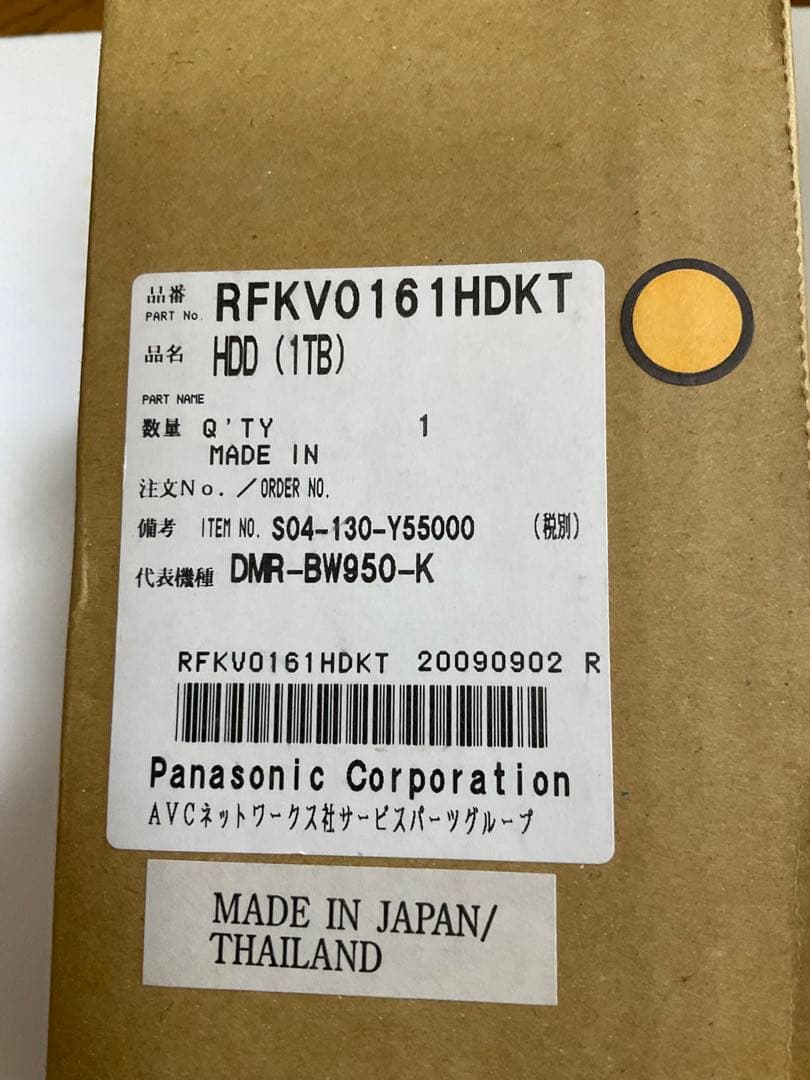 品番 RFKV0161HDKT
PART No.
品名 HDD (1TB)
PART NAME
数量 Q'TY 1
MADE IN
注文No.／ORDER NO.
備考 ITEM NO. S04-130-Y55000 (税別)
代表機種 DMR-BW950-K
RFKV0161HDKT 20090902 R
Panasonic Corporation
AVCネットワークス社サービスパーツグループ
MADE IN JAPAN/
THAILAND